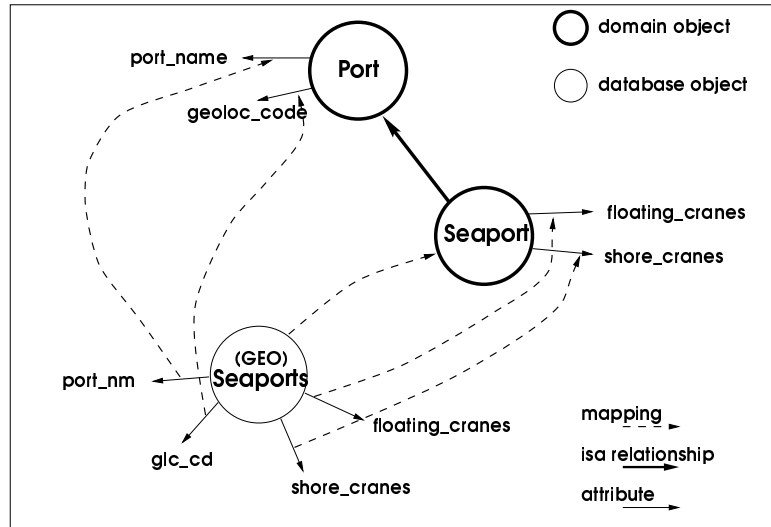 port_name
Port
geoloc_code
domain object
database object
Seaport
floating_cranes
shore_cranes
(GEO)
Seaports
port_nm
glc_cd
floating_cranes
shore_cranes
mapping
isa relationship
attribute